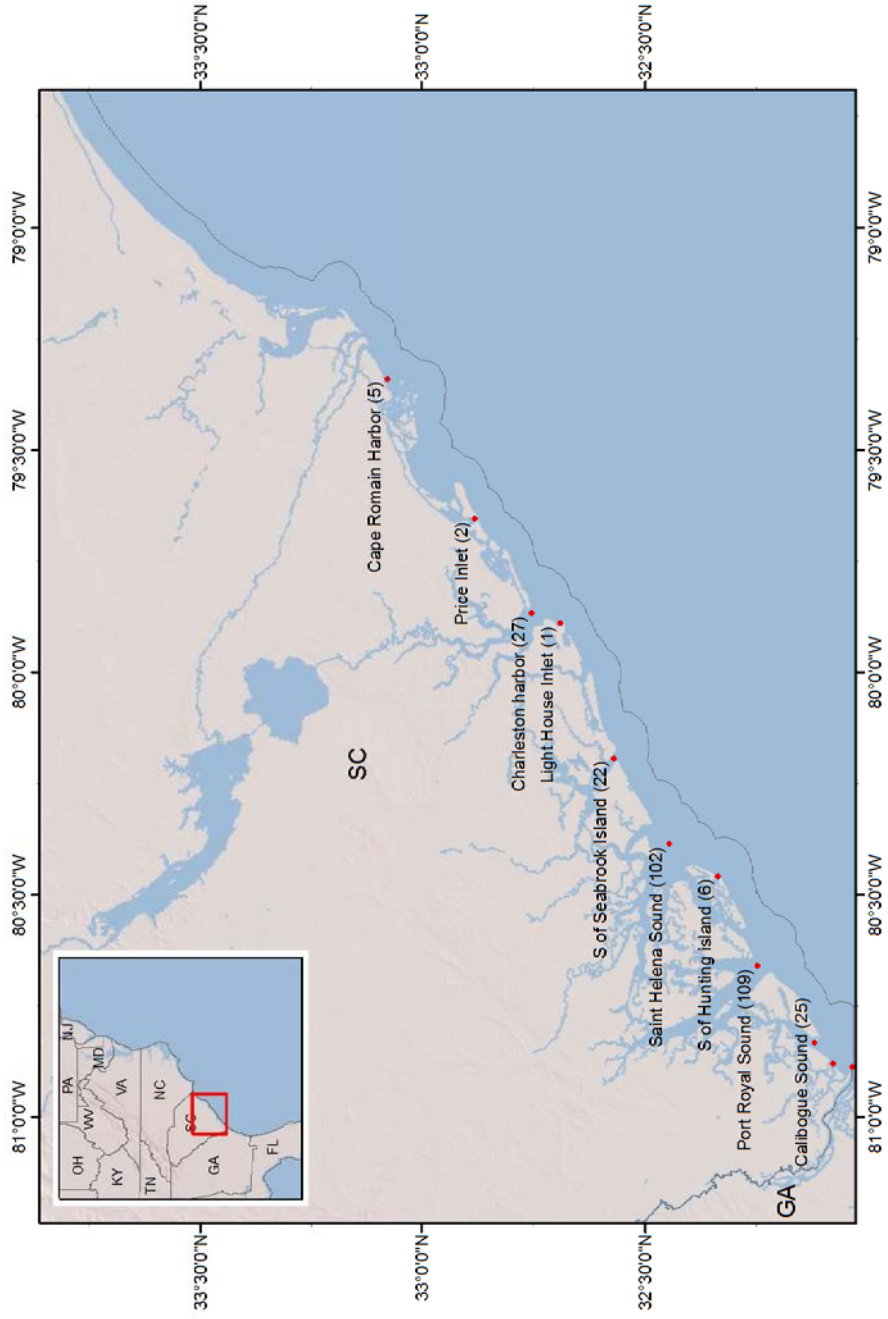 79°0'0"W
79°30'0"W
80°0'0"W
80°30'0"W
81°0'0"W
33°30'0"N
33°0'0"N
32°30'0"N
33°30'0"N
33°0'0"N
32°30'0"N
79°0'0"W
79°30'0"W
80°0'0"W
80°30'0"W
81°0'0"W
SC
GA
Cape Romain Harbor (5)
Price Inlet (2)
Charleston harbor (27)
Light House Inlet (1)
S of Seabrook Island (22)
Saint Helena Sound (102)
S of Hunting island (6)
Port Royal Sound (109)
Calibogue Sound (25)
OH
PA
NJ
WV
MD
KY
VA
TN
NC
SC
GA
FL